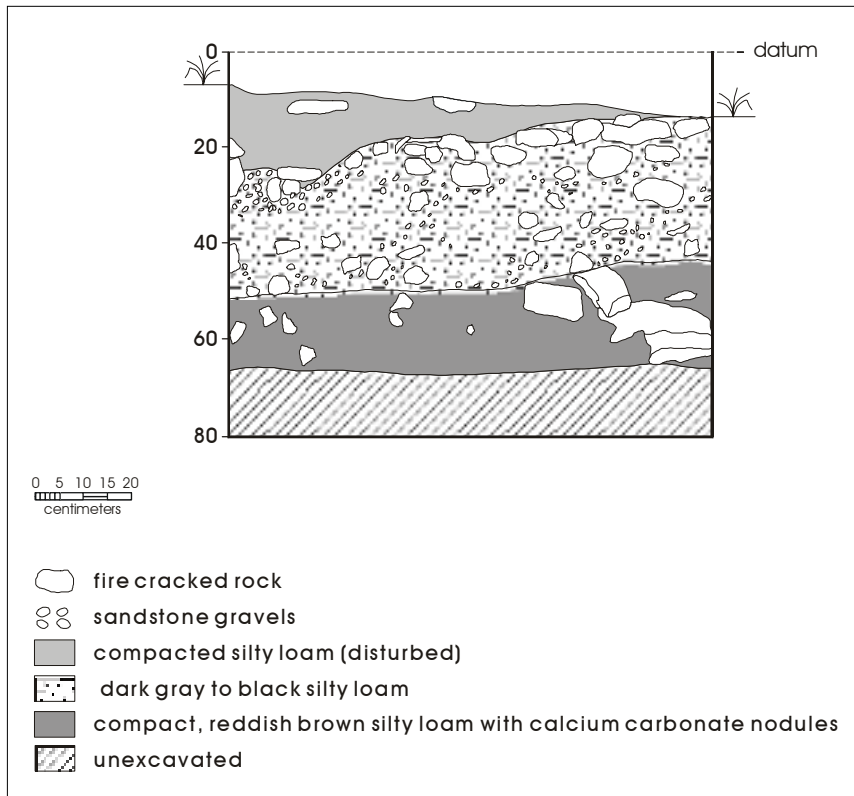 0
datum
20
40
60
80
0 5 10 15 20
centimeters
fire cracked rock
sandstone gravels
compacted silty loam (disturbed)
dark gray to black silty loam
compact, reddish brown silty loam with calcium carbonate nodules
unexcavated